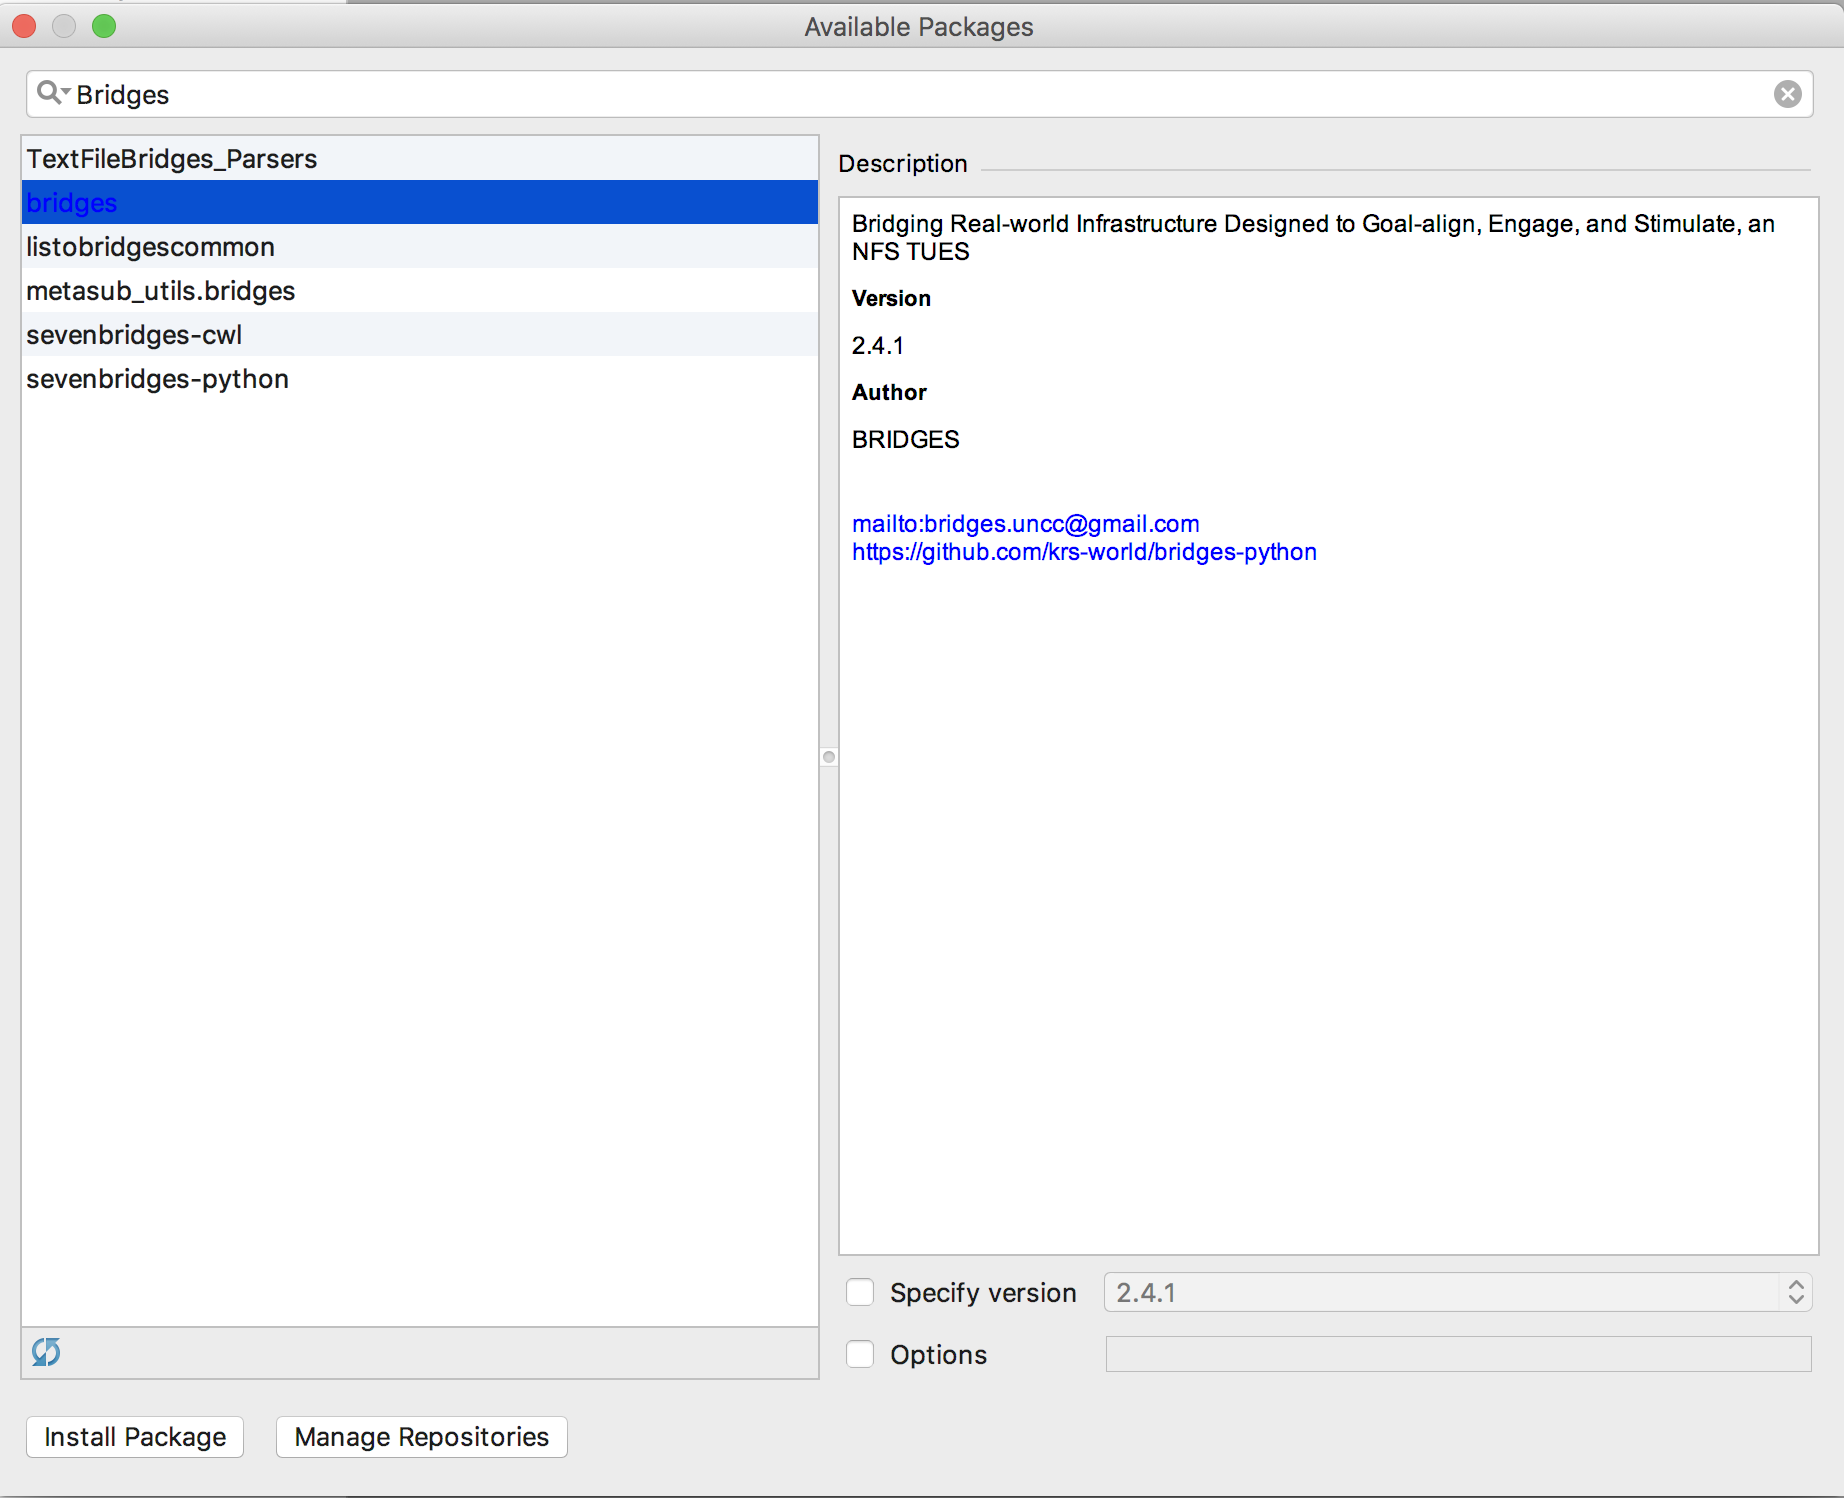 Available Packages
Bridges
TextFileBridges_Parsers
bridges
listobridgescommon
metasub_utils.bridges
sevenbridges-cwl
sevenbridges-python
Description
Bridging Real-world Infrastructure Designed to Goal-align, Engage, and Stimulate, an
NFS TUES
Version
2.4.1
Author
BRIDGES
mailto:bridges.uncc@gmail.com
https://github.com/krs-world/bridges-python
Specify version 2.4.1
Options
Install Package Manage Repositories